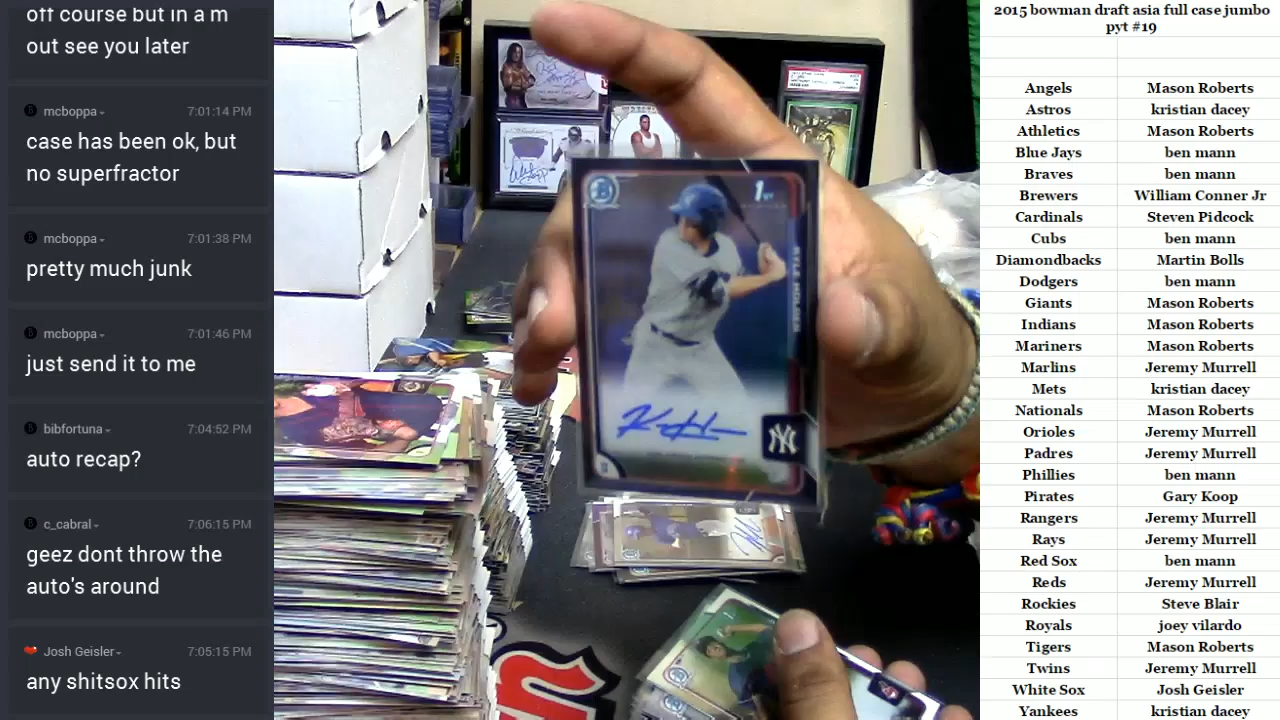 off course but in a m
out see you later
mcboppa 7:01:14 PM
case has been ok, but
no superfractor
mcboppa 7:01:38 PM
pretty much junk
mcboppa 7:01:46 PM
just send it to me
bibfortuna 7:04:52 PM
auto recap?
c_cabral 7:06:15 PM
geez dont throw the
auto's around
Josh Geisler 7:05:15 PM
any shitsox hits
1ST
KYLE HOLDER
NY
2015 bowman draft asia full case jumbo
pyt #19
Angels Mason Roberts
Astros kristian dacey
Athletics Mason Roberts
Blue Jays ben mann
Braves ben mann
Brewers William Conner Jr
Cardinals Steven Pidcock
Cubs ben mann
Diamondbacks Martin Bolls
Dodgers ben mann
Giants Mason Roberts
Indians Mason Roberts
Mariners Mason Roberts
Marlins Jeremy Murrell
Mets kristian dacey
Nationals Mason Roberts
Orioles Jeremy Murrell
Padres Jeremy Murrell
Phillies ben mann
Pirates Gary Koop
Rangers Jeremy Murrell
Rays Jeremy Murrell
Red Sox ben mann
Reds Jeremy Murrell
Rockies Steve Blair
Royals joey vilardo
Tigers Mason Roberts
Twins Jeremy Murrell
White Sox Josh Geisler
Yankees kristian dacey